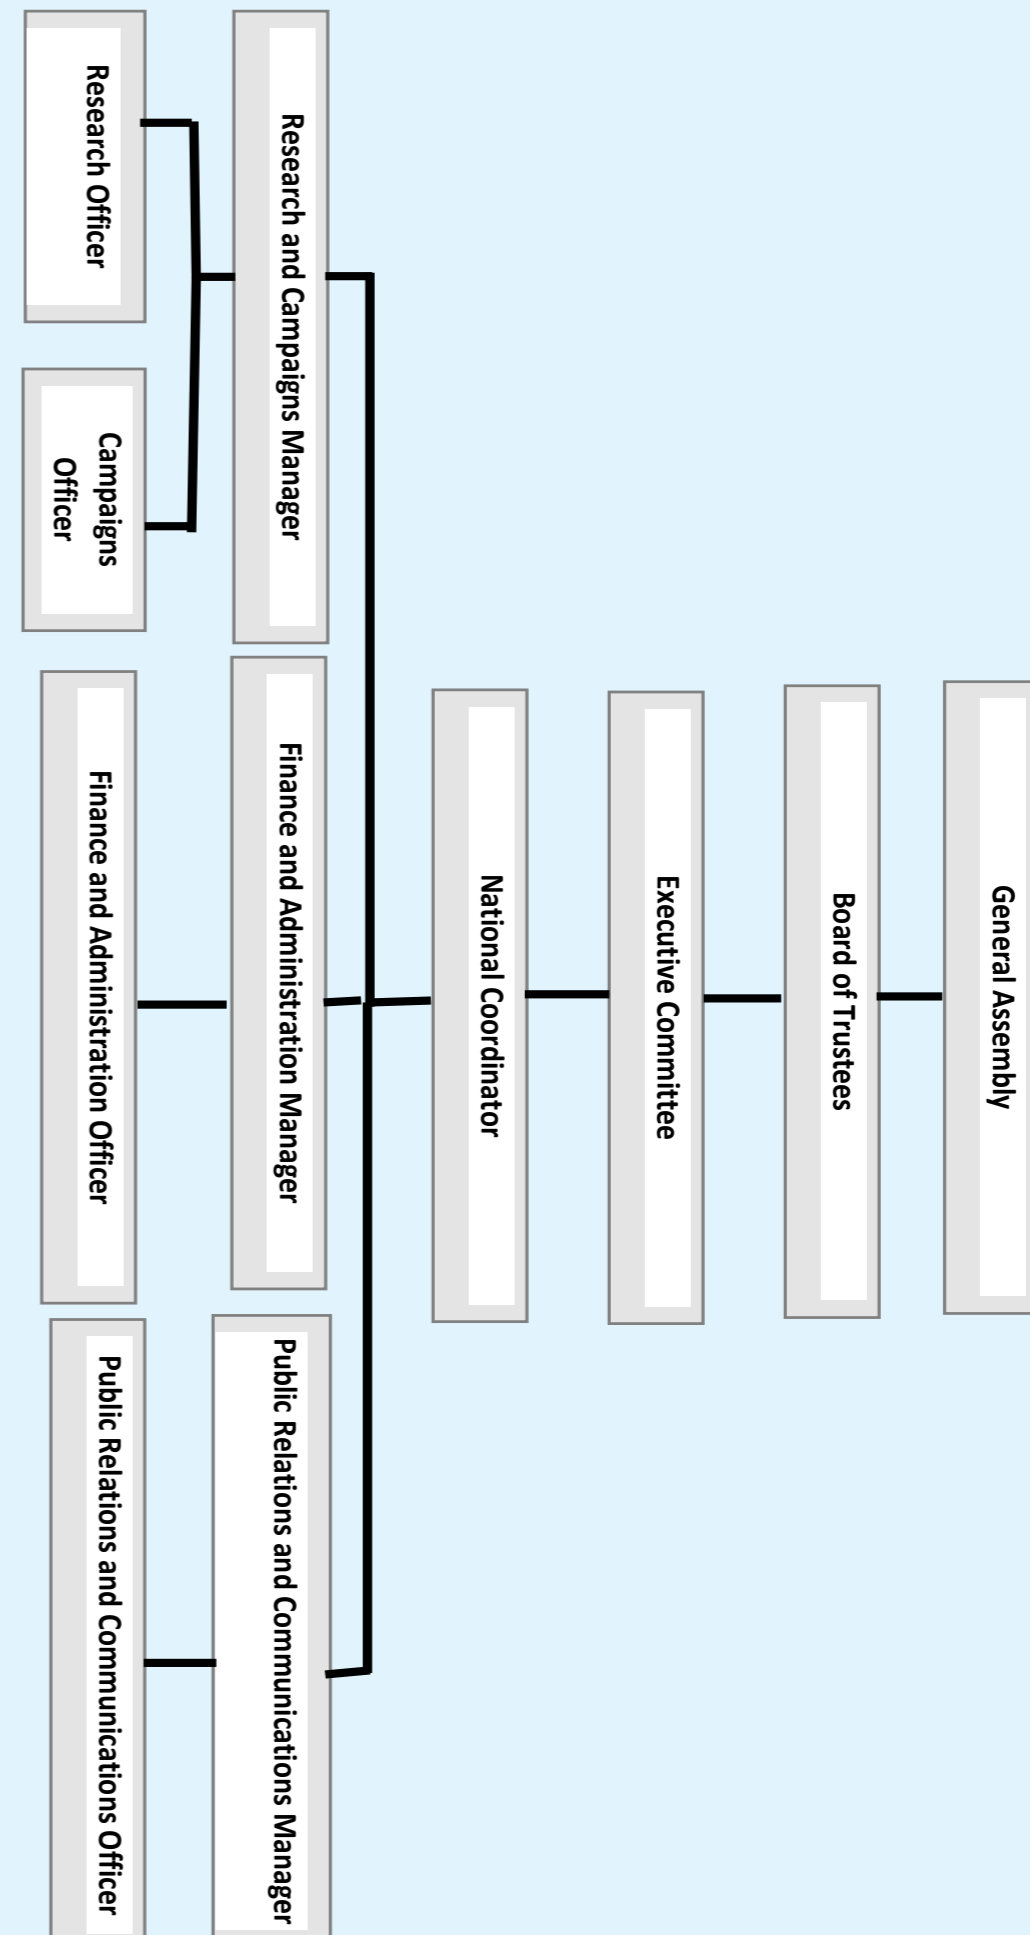 General Assembly
Board of Trustees
Executive Committee
National Coordinator
Research and Campaigns Manager
Finance and Administration Manager
Public Relations and Communications Manager
Research Officer
Campaigns
Officer
Finance and Administration Officer
Public Relations and Communications Officer